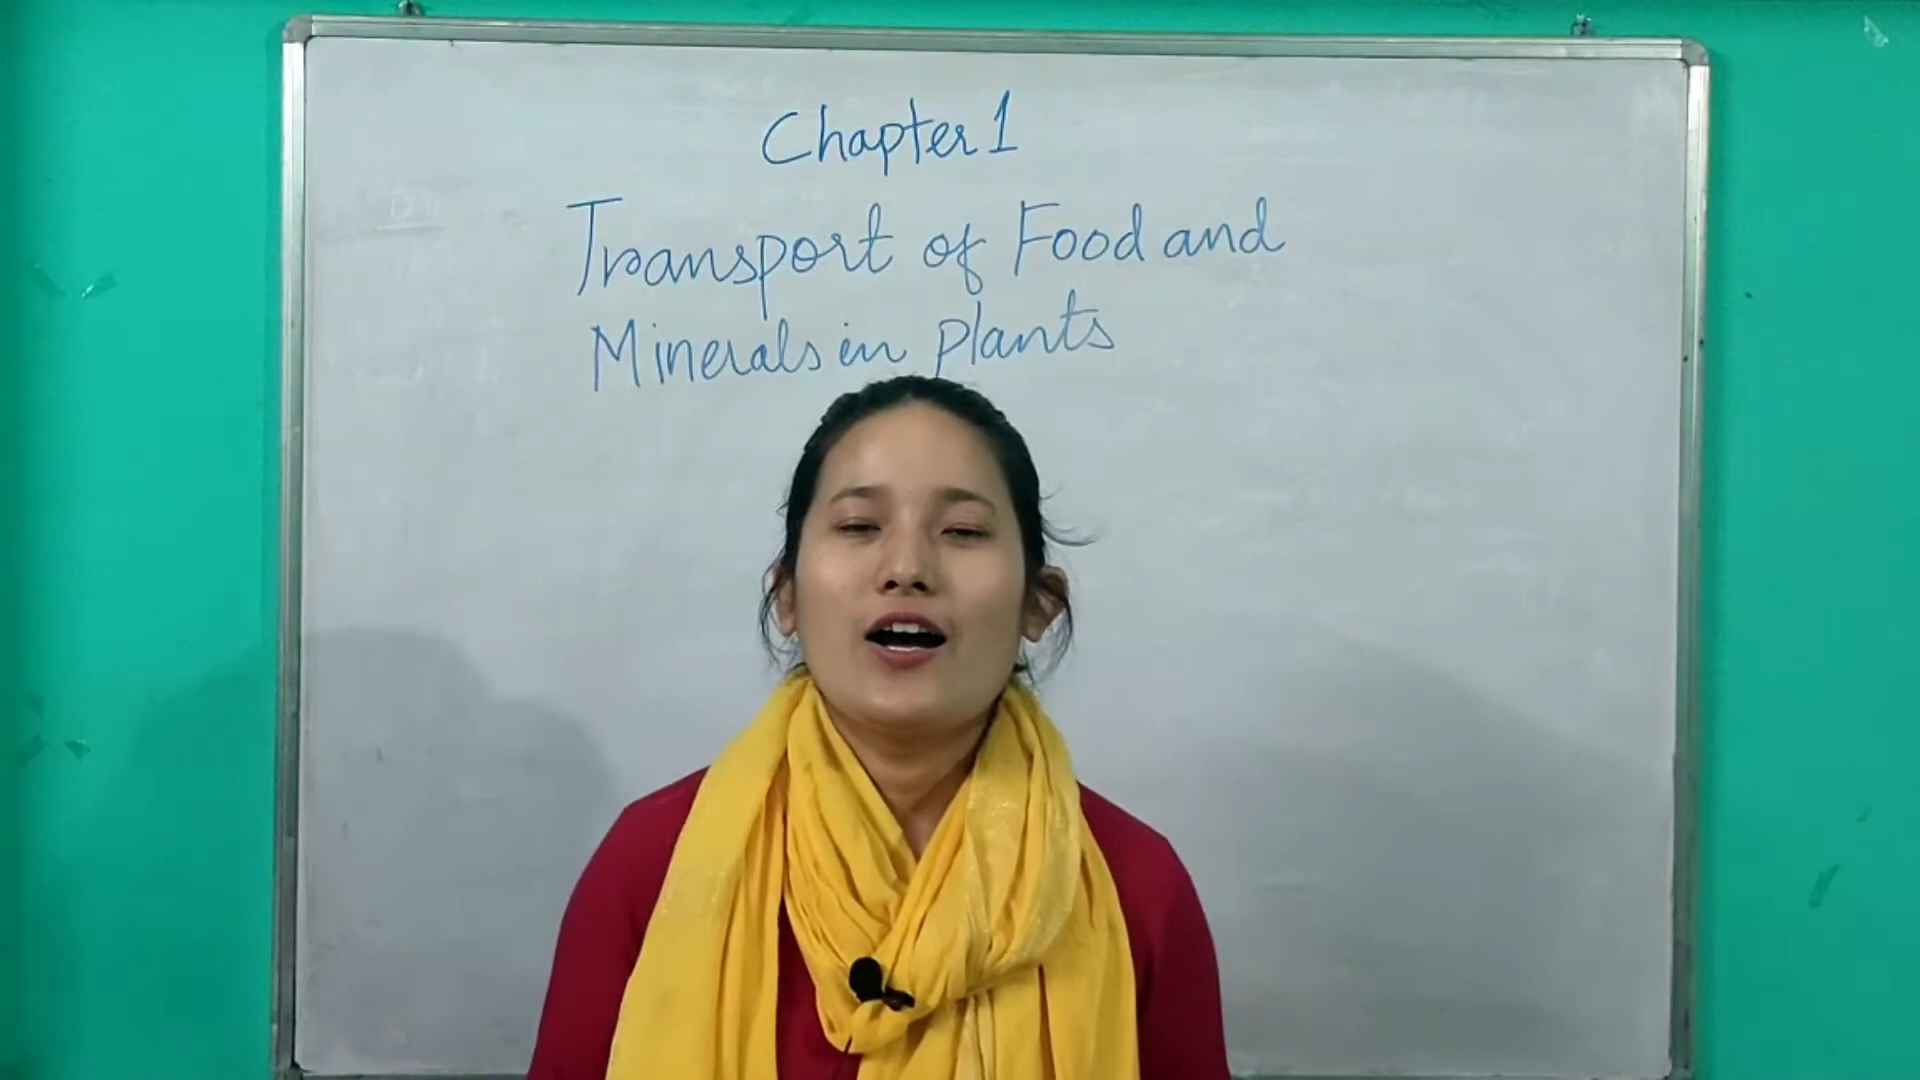 Chapter 1
Transport of Food and
Minerals in plants